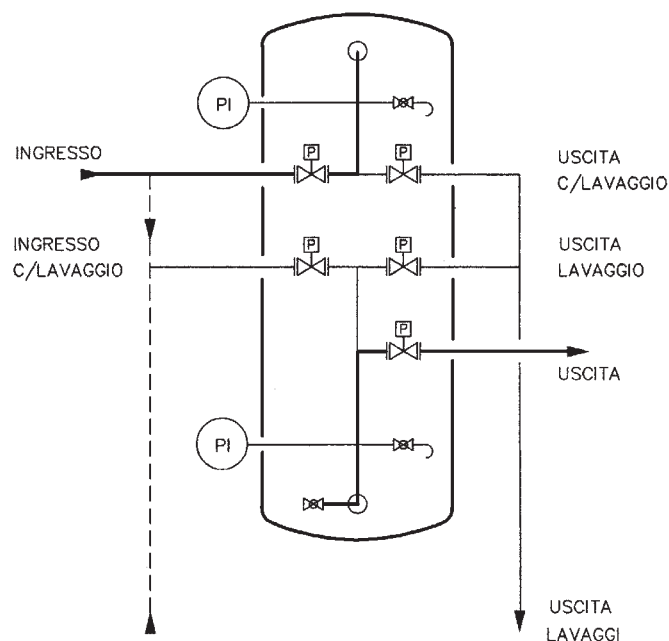 PI
INGRESSO
P
P
USCITA
C/LAVAGGIO
INGRESSO
C/LAVAGGIO
P
P
USCITA
LAVAGGIO
P
USCITA
PI
USCITA
LAVAGGI